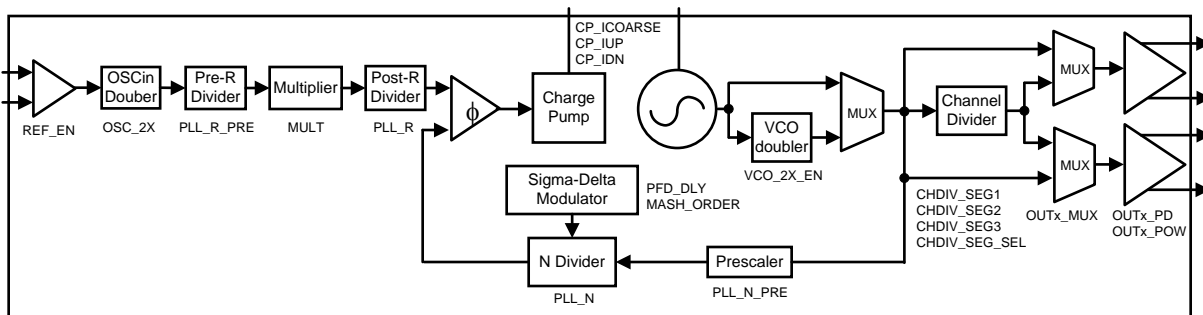 CP_ICOARSE
CP_IUP
CP_IDN
OSCin
Douber
Pre-R
Divider
Multiplier
Post-R
Divider
ϕ
Charge
Pump
REF_EN
OSC_2X
PLL_R_PRE
MULT
PLL_R
VCO
doubler
VCO_2X_EN
MUX
Channel
Divider
MUX
MUX
Sigma-Delta
Modulator
PFD_DLY
MASH_ORDER
CHDIV_SEG1
CHDIV_SEG2
CHDIV_SEG3
CHDIV_SEG_SEL
OUTx_MUX
OUTx_PD
OUTx_POW
N Divider
PLL_N
Prescaler
PLL_N_PRE